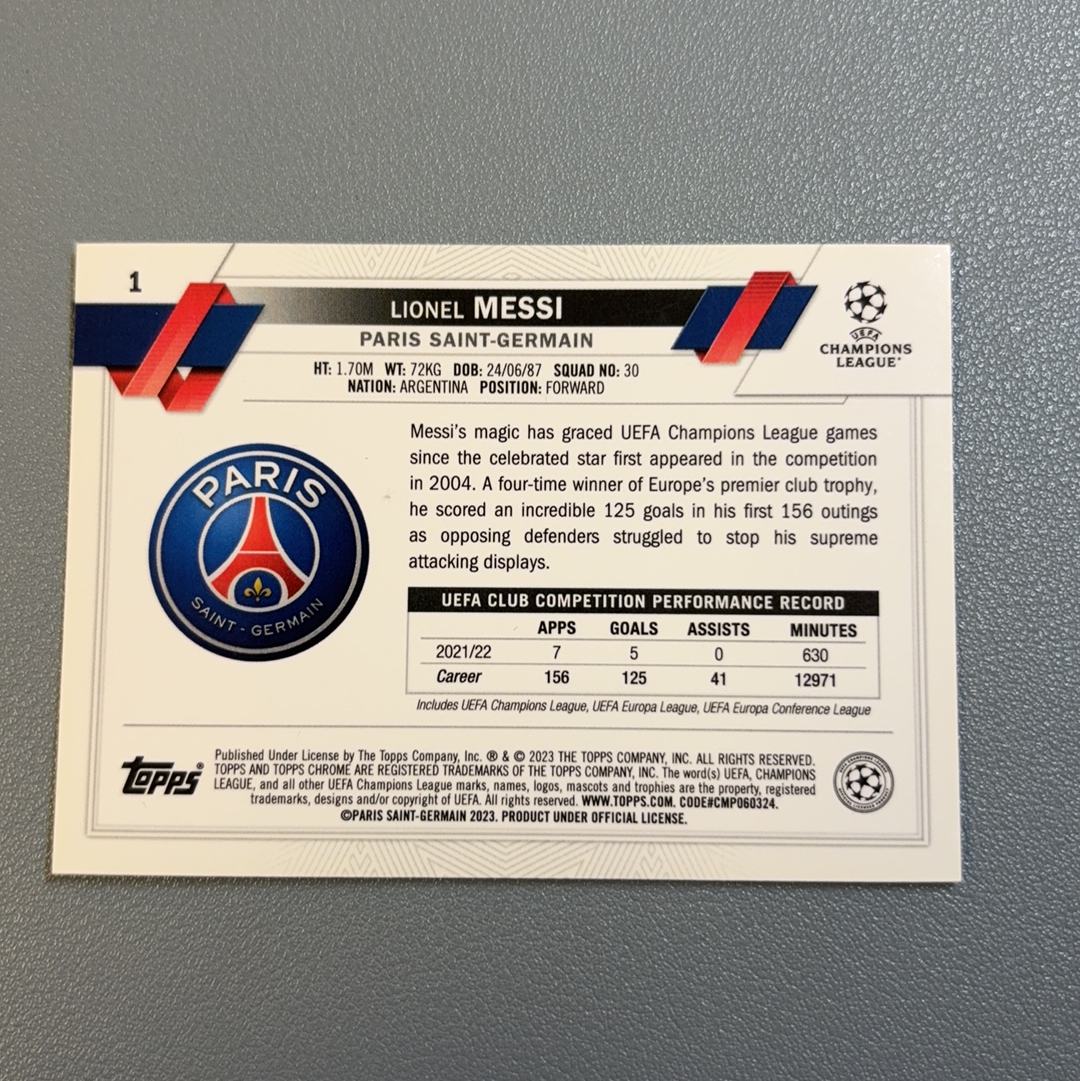 1
LIONEL MESSI
PARIS SAINT-GERMAIN
HT: 1.70M WT: 72KG DOB: 24/06/87 SQUAD NO: 30
NATION: ARGENTINA POSITION: FORWARD
UEFA
CHAMPIONS
LEAGUE®
PARIS
SAINT-GERMAIN
Messi's magic has graced UEFA Champions League games
since the celebrated star first appeared in the competition
in 2004. A four-time winner of Europe's premier club trophy,
he scored an incredible 125 goals in his first 156 outings
as opposing defenders struggled to stop his supreme
attacking displays.
UEFA CLUB COMPETITION PERFORMANCE RECORD
APPS GOALS ASSISTS MINUTES
2021/22 7 5 0 630
Career 156 125 41 12971
Includes UEFA Champions League, UEFA Europa League, UEFA Europa Conference League
Topps®
Published Under License by The Topps Company, Inc. ® & © 2023 THE TOPPS COMPANY, INC. ALL RIGHTS RESERVED.
TOPPS AND TOPPS CHROME ARE REGISTERED TRADEMARKS OF THE TOPPS COMPANY, INC. The word(s) UEFA, CHAMPIONS
LEAGUE, and all other UEFA Champions League marks, names, logos, mascots and trophies are the property, registered
trademarks, designs and/or copyright of UEFA. All rights reserved. WWW.TOPPS.COM. CODE#CMP060324.
©PARIS SAINT-GERMAIN 2023. PRODUCT UNDER OFFICIAL LICENSE.